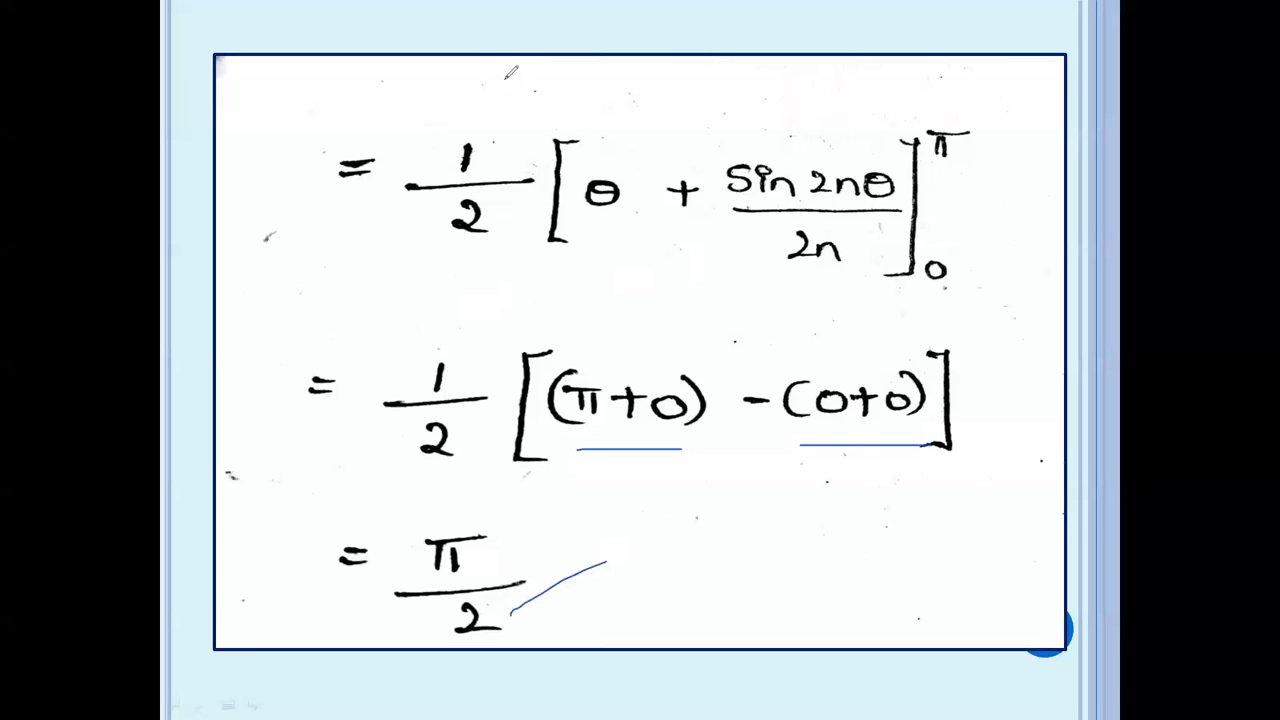 = 1/2 [θ + Sin 2nθ / 2n]₀^π
= 1/2 [(π+0) - (0+0)]
= π/2